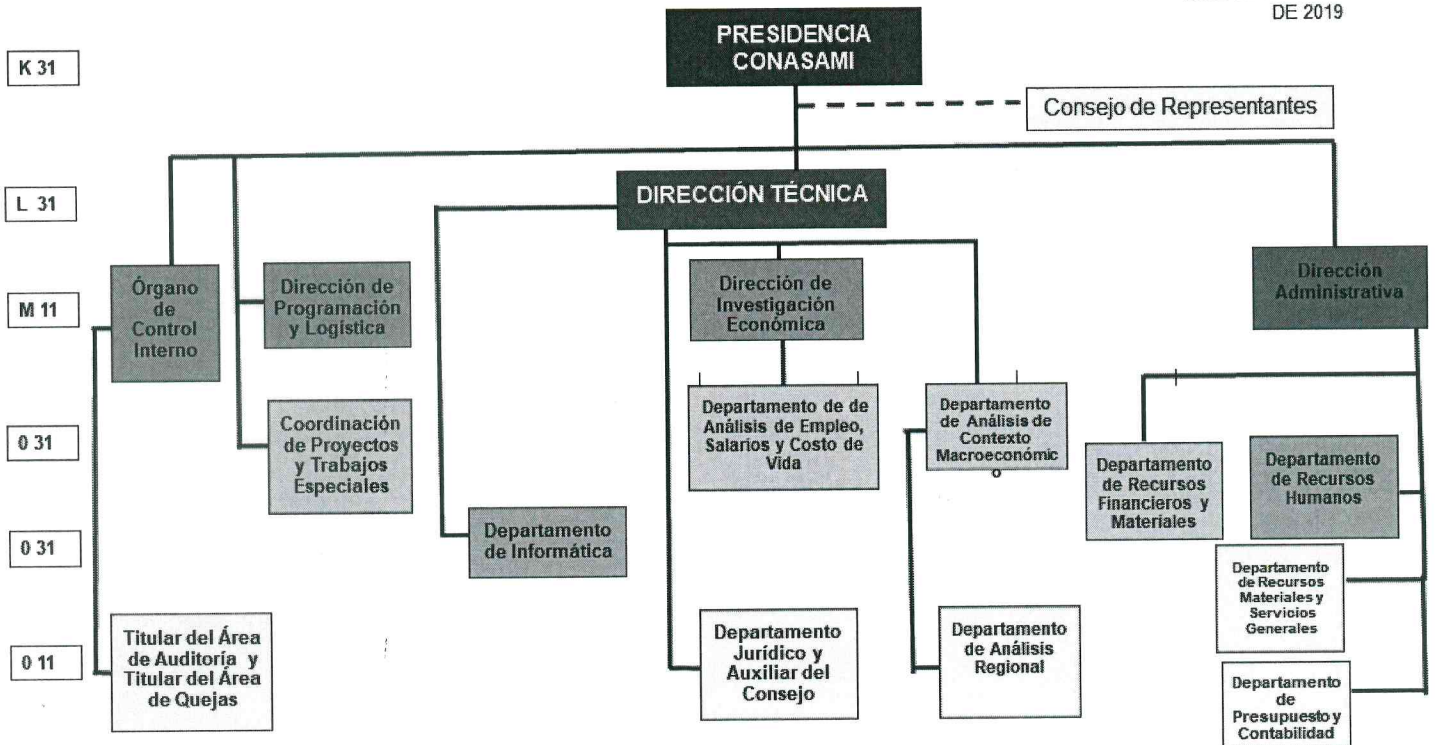 DE 2019
PRESIDENCIA
CONASAMI
K 31
Consejo de Representantes
L 31
DIRECCIÓN TÉCNICA
M 11
Órgano
de
Control
Interno
Dirección de
Programación
y Logística
Dirección de
Investigación
Económica
Dirección
Administrativa
0 31
Coordinación
de Proyectos
y Trabajos
Especiales
Departamento de de
Análisis de Empleo,
Salarios y Costo de
Vida
Departamento
de Análisis de
Contexto
Macroeconómic
o
Departamento
de Recursos
Financieros y
Materiales
Departamento
de Recursos
Humanos
0 31
Departamento
de Informática
Departamento
de Recursos
Materiales y
Servicios
Generales
0 11
Titular del Área
de Auditoría y
Titular del Área
de Quejas
Departamento
Jurídico y
Auxiliar del
Consejo
Departamento
de Análisis
Regional
Departamento
de
Presupuesto y
Contabilidad